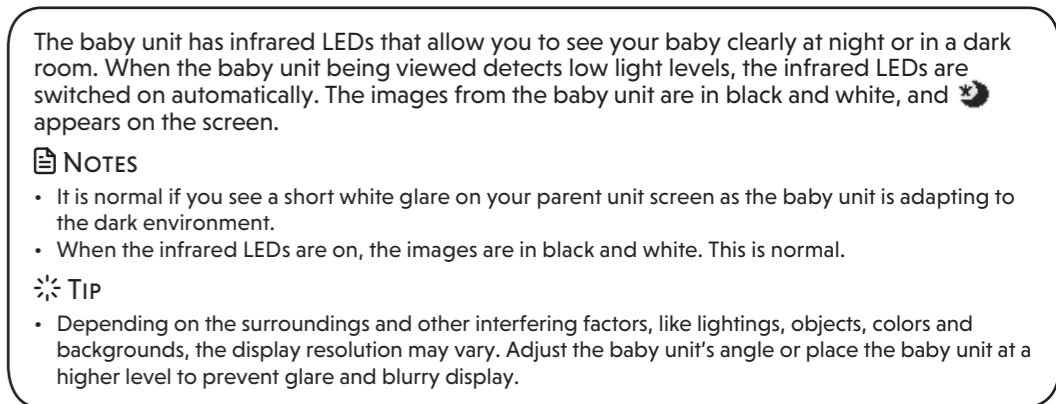 The baby unit has infrared LEDs that allow you to see your baby clearly at night or in a dark
room. When the baby unit being viewed detects low light levels, the infrared LEDs are
switched on automatically. The images from the baby unit are in black and white, and
appears on the screen.
NOTES
• It is normal if you see a short white glare on your parent unit screen as the baby unit is adapting to
the dark environment.
• When the infrared LEDs are on, the images are in black and white. This is normal.
TIP
• Depending on the surroundings and other interfering factors, like lightings, objects, colors and
backgrounds, the display resolution may vary. Adjust the baby unit's angle or place the baby unit at a
higher level to prevent glare and blurry display.